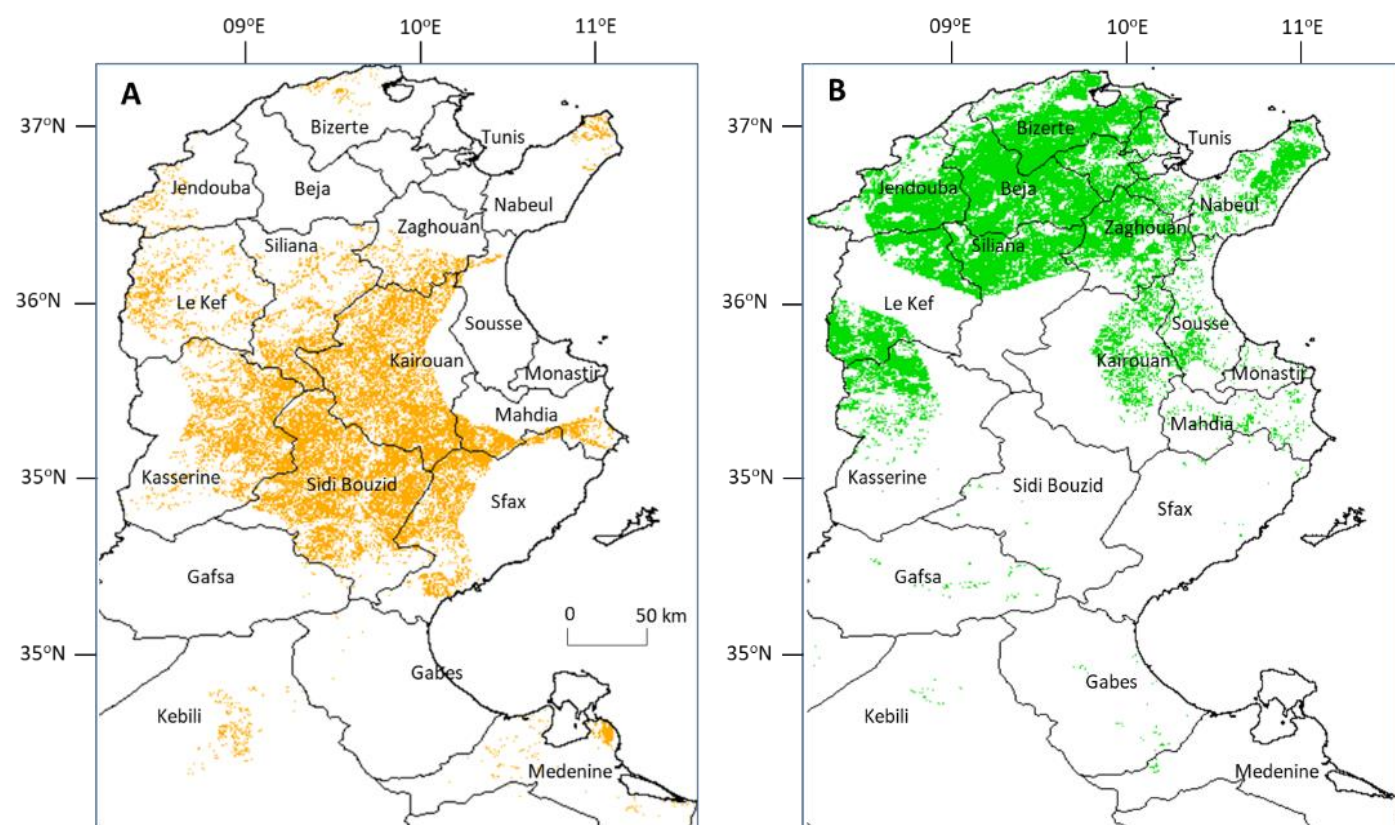 09°E 10°E 11°E
09°E 10°E 11°E
A
B
37°N
37°N
Bizerte
Tunis
Bizerte
Tunis
Jendouba
Beja
Nabeul
Jendouba
Beja
Nabeul
Zaghouan
Siliana
Zaghouan
Siliana
36°N
Le Kef
36°N
Le Kef
Sousse
Sousse
Kairouan
Monastir
Kairouan
Monastir
Mahdia
Mahdia
35°N
Kasserine
Sidi Bouzid
Sfax
35°N
Kasserine
Sidi Bouzid
Sfax
Gafsa
Gafsa
0 50 km
35°N
Gabes
35°N
Gabes
Kebili
Kebili
Medenine
Medenine